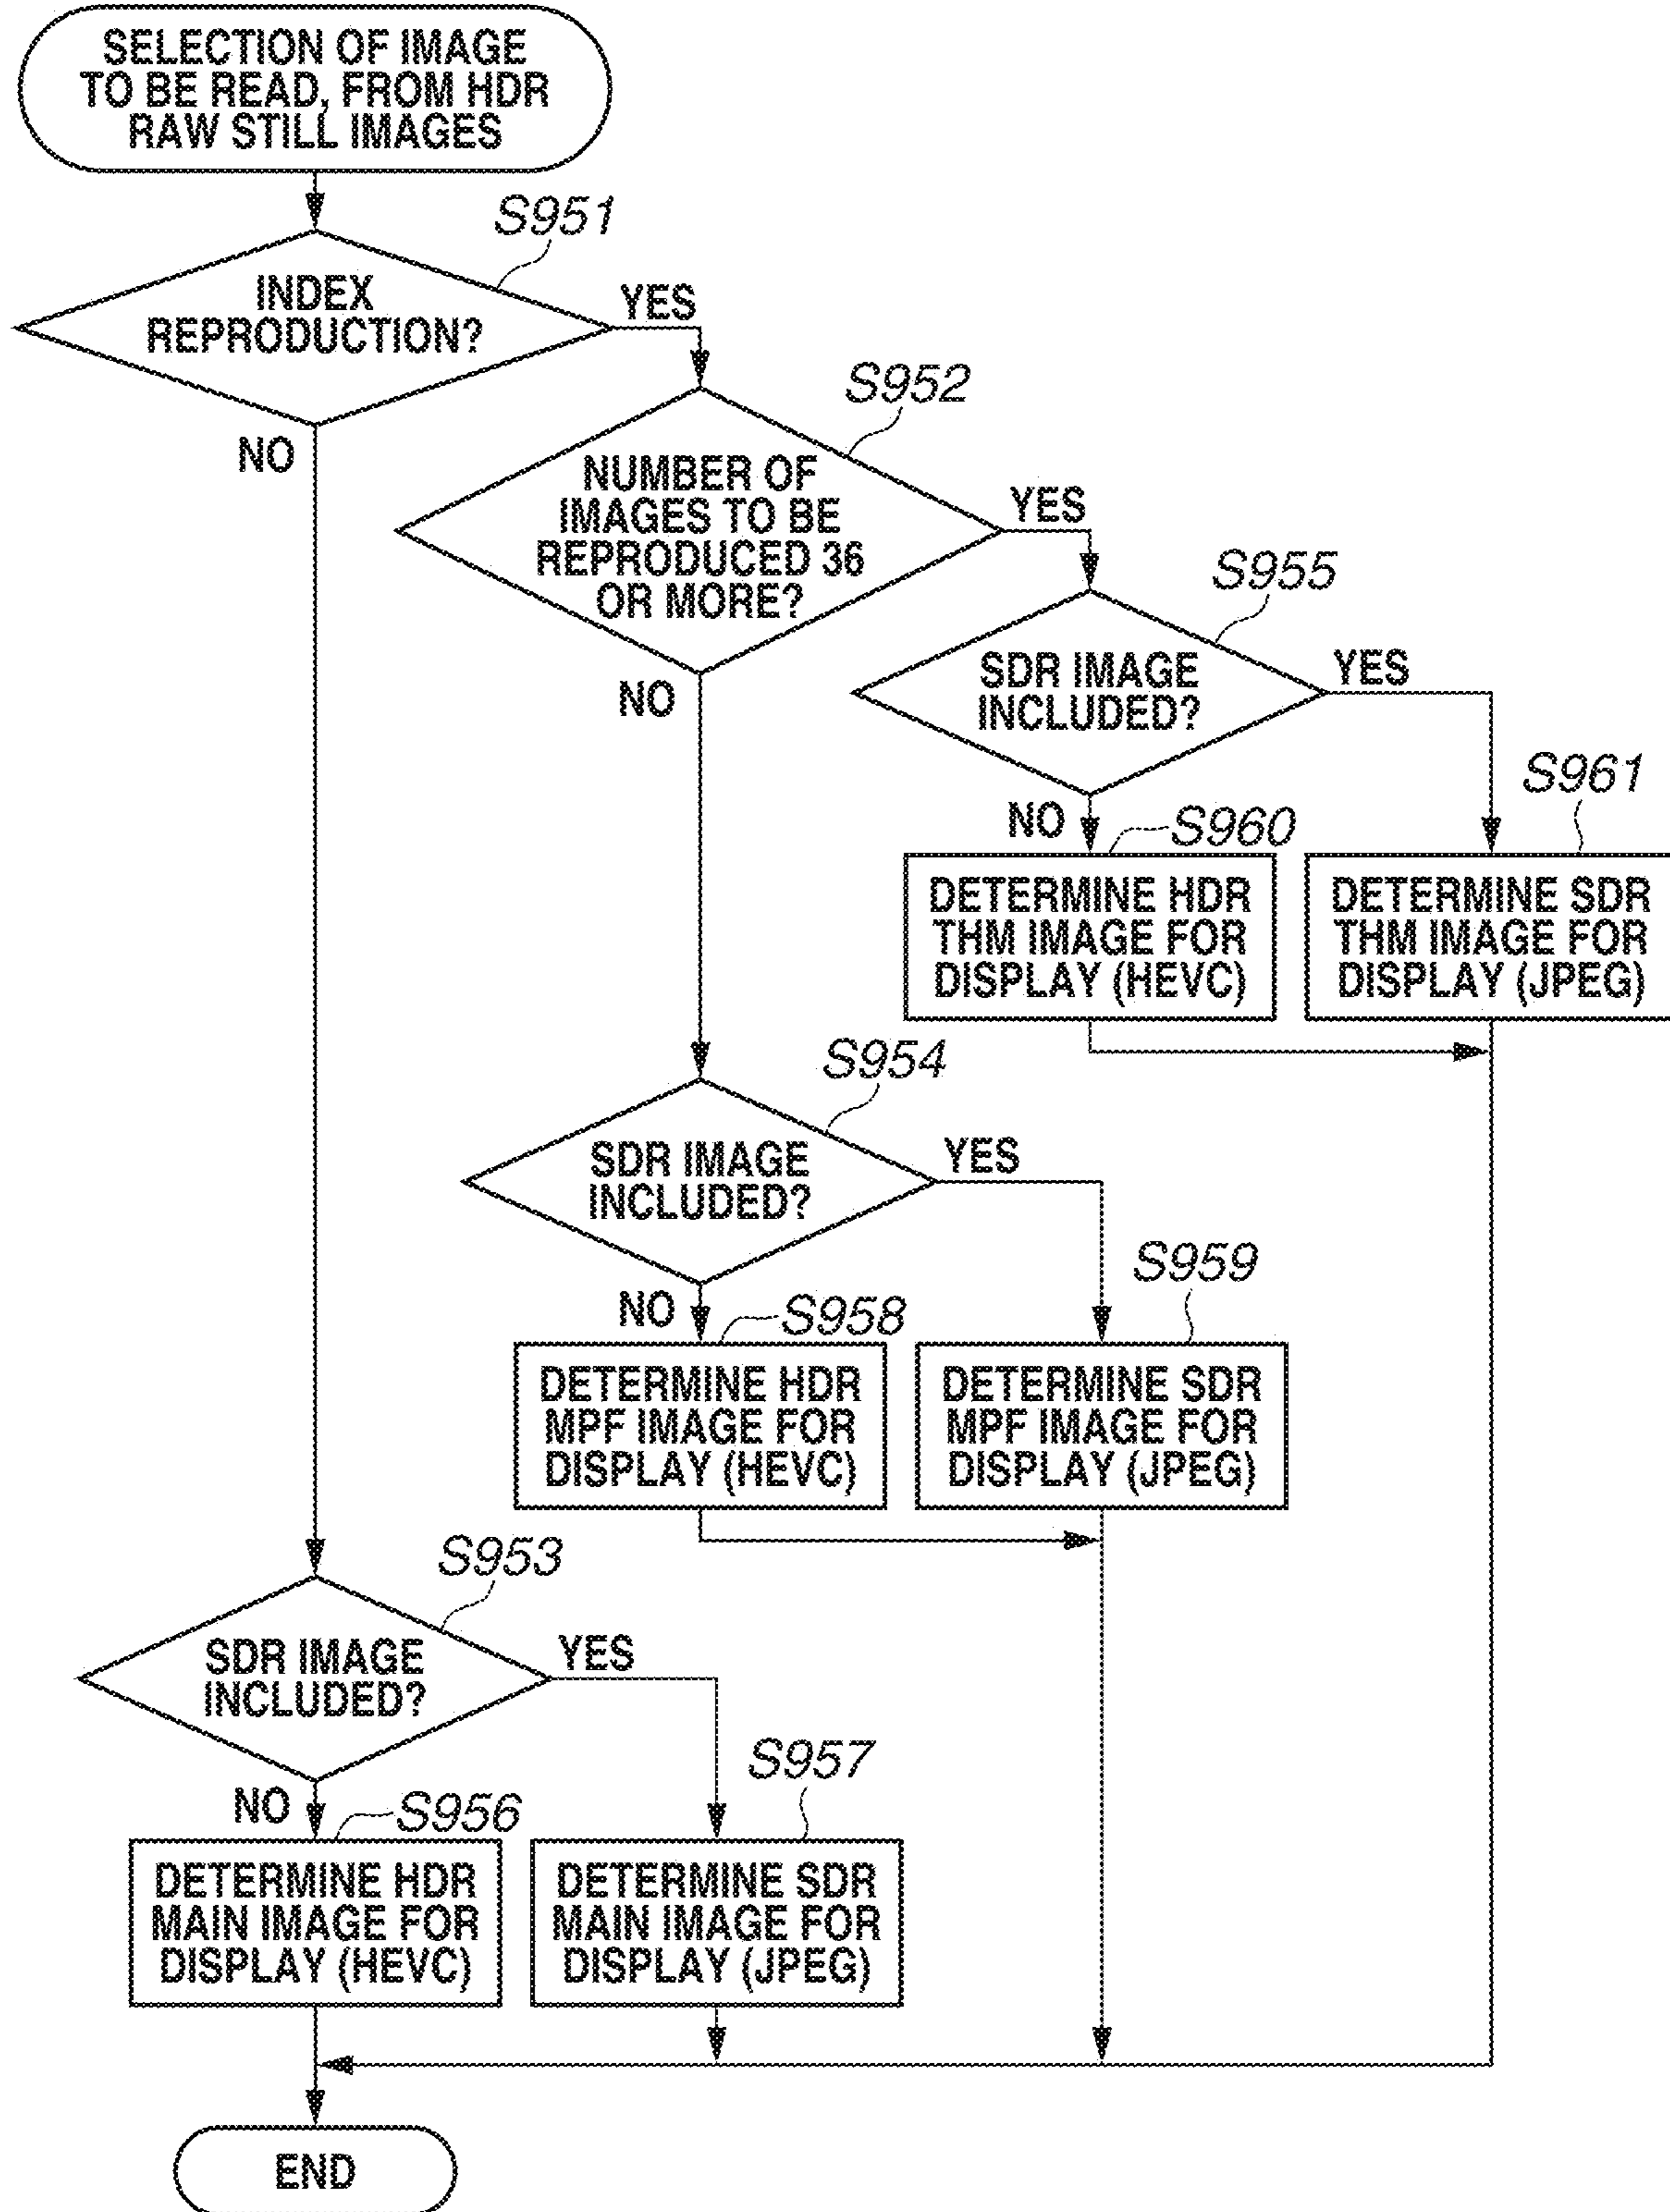 SELECTION OF IMAGE
TO BE READ, FROM HDR
RAW STILL IMAGES
S951
INDEX
REPRODUCTION?
YES
NO
S952
NUMBER OF
IMAGES TO BE
REPRODUCED 36
OR MORE?
YES
NO
S955
SDR IMAGE
INCLUDED?
YES
NO
S960
DETERMINE HDR
THM IMAGE FOR
DISPLAY (HEVC)
S961
DETERMINE SDR
THM IMAGE FOR
DISPLAY (JPEG)
S954
SDR IMAGE
INCLUDED?
YES
NO
S958
DETERMINE HDR
MPF IMAGE FOR
DISPLAY (HEVC)
S959
DETERMINE SDR
MPF IMAGE FOR
DISPLAY (JPEG)
S953
SDR IMAGE
INCLUDED?
YES
NO
S956
DETERMINE HDR
MAIN IMAGE FOR
DISPLAY (HEVC)
S957
DETERMINE SDR
MAIN IMAGE FOR
DISPLAY (JPEG)
END